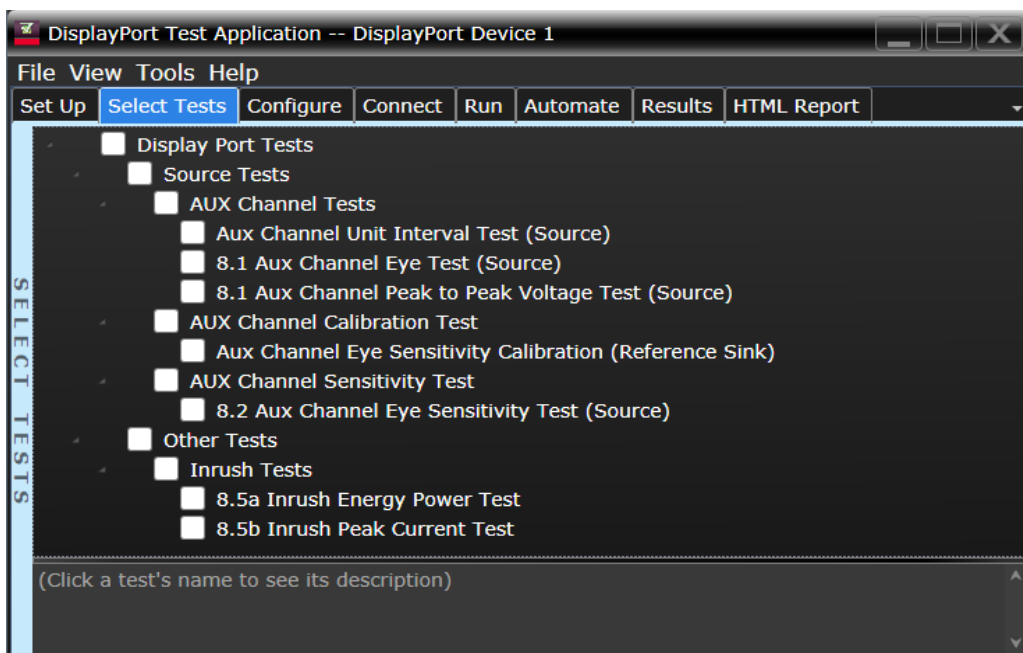 DisplayPort Test Application -- DisplayPort Device 1
File View Tools Help
Set Up Select Tests Configure Connect Run Automate Results HTML Report
SELECT TESTS
Display Port Tests
Source Tests
AUX Channel Tests
Aux Channel Unit Interval Test (Source)
8.1 Aux Channel Eye Test (Source)
8.1 Aux Channel Peak to Peak Voltage Test (Source)
AUX Channel Calibration Test
Aux Channel Eye Sensitivity Calibration (Reference Sink)
AUX Channel Sensitivity Test
8.2 Aux Channel Eye Sensitivity Test (Source)
Other Tests
Inrush Tests
8.5a Inrush Energy Power Test
8.5b Inrush Peak Current Test
(Click a test's name to see its description)